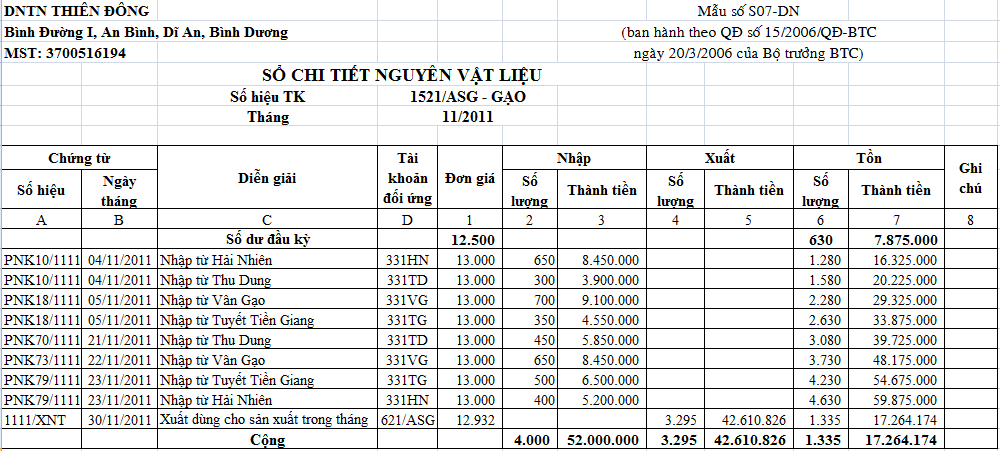 DNTN THIÊN ĐÔNG Mẫu số S07-DN
Bình Đường I, An Bình, Dĩ An, Bình Dương (ban hành theo QĐ số 15/2006/QĐ-BTC
MST: 3700516194 ngày 20/3/2006 của Bộ trưởng BTC)
SỔ CHI TIẾT NGUYÊN VẬT LIỆU
Số hiệu TK 1521/ASG - GẠO
Tháng 11/2011
Chứng từ Diễn giải Tài khoản đối ứng Đơn giá Nhập Xuất Tồn Ghi chú
Số hiệu Ngày tháng Số lượng Thành tiền Số lượng Thành tiền Số lượng Thành tiền
A B C D 1 2 3 4 5 6 7 8
Số dư đầu kỳ 12.500 630 7.875.000
PNK10/1111 04/11/2011 Nhập từ Hải Nhiên 331HN 13.000 650 8.450.000 1.280 16.325.000
PNK10/1111 04/11/2011 Nhập từ Thu Dung 331TD 13.000 300 3.900.000 1.580 20.225.000
PNK18/1111 05/11/2011 Nhập từ Vân Gạo 331VG 13.000 700 9.100.000 2.280 29.325.000
PNK18/1111 05/11/2011 Nhập từ Tuyết Tiền Giang 331TG 13.000 350 4.550.000 2.630 33.875.000
PNK70/1111 21/11/2011 Nhập từ Thu Dung 331TD 13.000 450 5.850.000 3.080 39.725.000
PNK73/1111 22/11/2011 Nhập từ Vân Gạo 331VG 13.000 650 8.450.000 3.730 48.175.000
PNK79/1111 23/11/2011 Nhập từ Tuyết Tiền Giang 331TG 13.000 500 6.500.000 4.230 54.675.000
PNK79/1111 23/11/2011 Nhập từ Hải Nhiên 331HN 13.000 400 5.200.000 4.630 59.875.000
1111/XNT 30/11/2011 Xuất dùng cho sản xuất trong tháng 621/ASG 12.932 3.295 42.610.826 1.335 17.264.174
Cộng 4.000 52.000.000 3.295 42.610.826 1.335 17.264.174